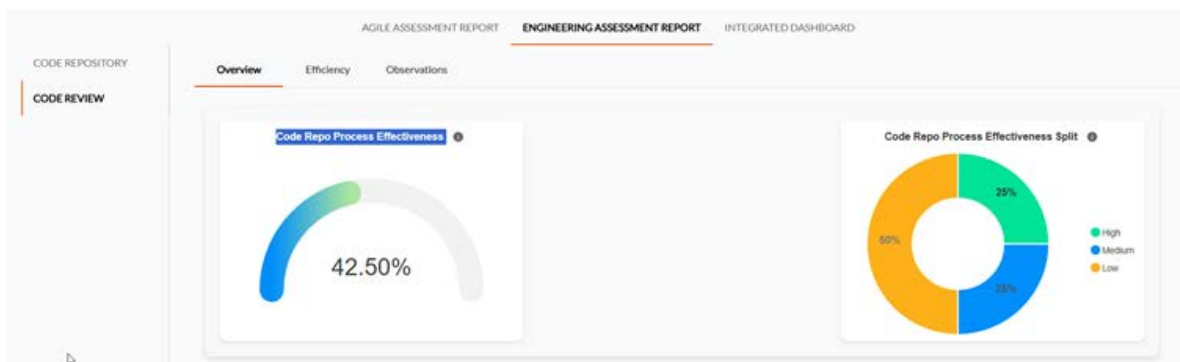 AGILE ASSESSMENT REPORT ENGINEERING ASSESSMENT REPORT INTEGRATED DASHBOARD
CODE REPOSITORY
CODE REVIEW
Overview Efficiency Observations
Code Repo Process Effectiveness
42.50%
Code Repo Process Effectiveness Split
25%
50%
25%
High
Medium
Low